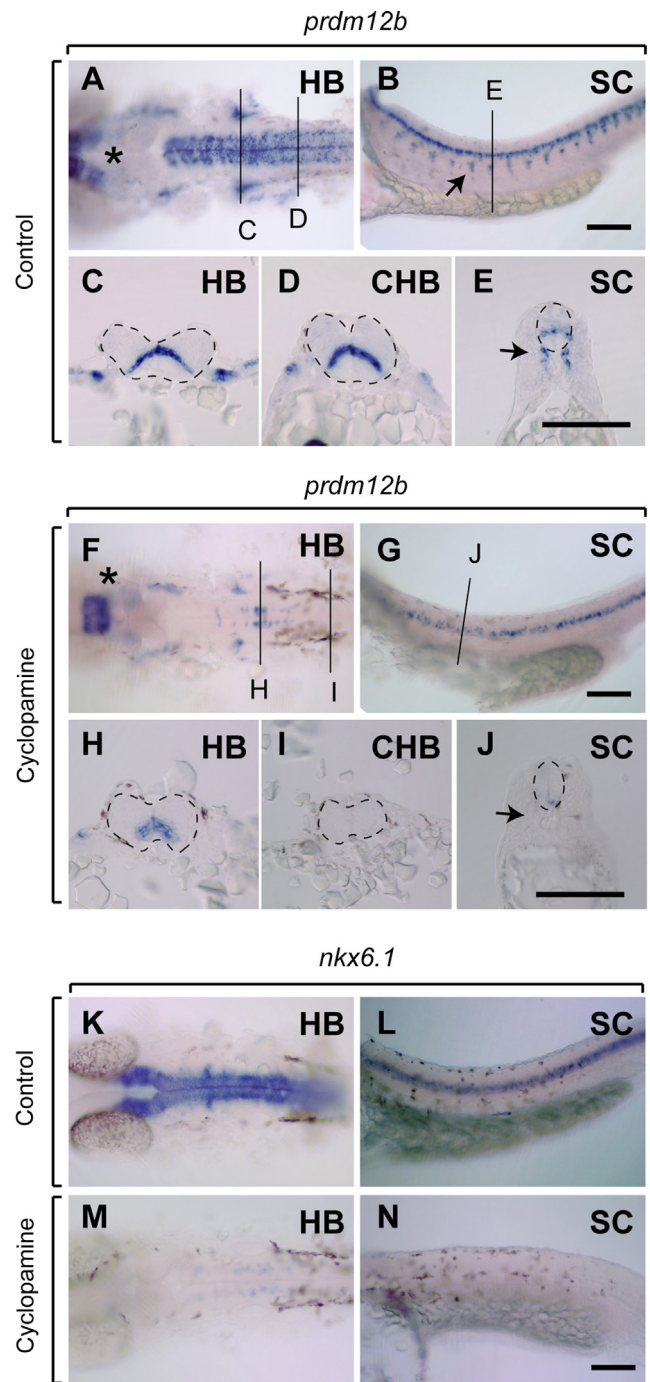 prdm12b
Control
A HB
*
C
D
B SC
E
C HB
D CHB
E SC
prdm12b
Cyclopamine
F HB
*
H
I
G SC
J
H HB
I CHB
J SC
nkx6.1
Control
K HB
L SC
Cyclopamine
M HB
N SC